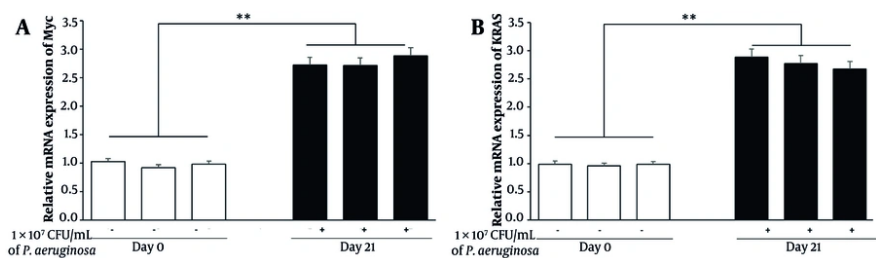 A
Relative mRNA expression of Myc
3.5
3.0
2.5
2.0
1.5
1.0
0.5
0.0
**
1 × 10⁷ CFU/mL
of P. aeruginosa
- - - + + +
Day 0 Day 21
B
Relative mRNA expression of KRAS
3.5
3.0
2.5
2.0
1.5
1.0
0.5
0.0
**
1 × 10⁷ CFU/mL
of P. aeruginosa
- - - + + +
Day 0 Day 21